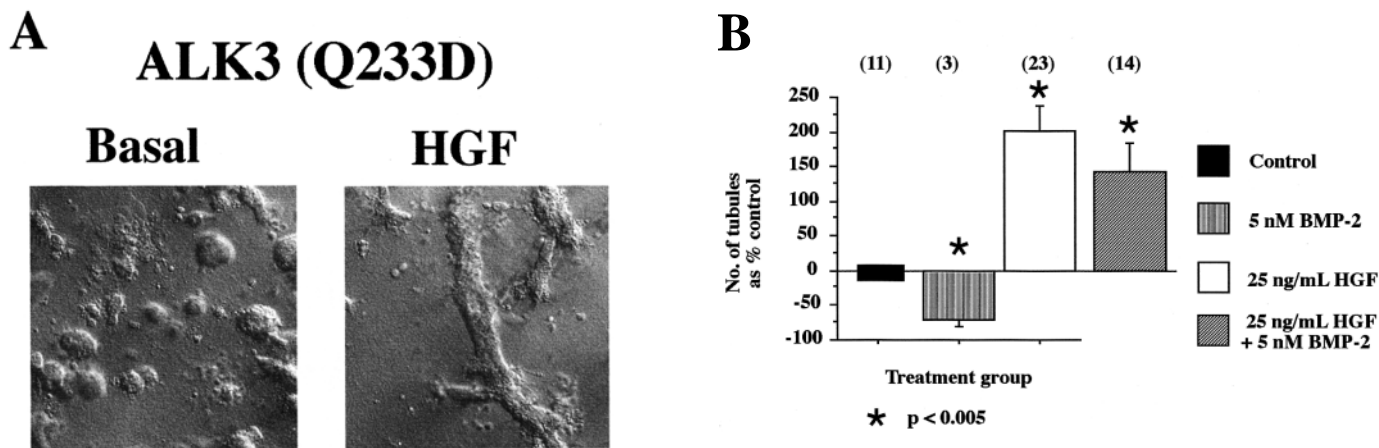 A
ALK3 (Q233D)
Basal
HGF
B
(11) (3) (23) (14)
250
200
150
100
50
0
-50
-100
No. of tubules
as % control
* * *
Treatment group
* p < 0.005
Control
5 nM BMP-2
25 ng/mL HGF
25 ng/mL HGF
+ 5 nM BMP-2